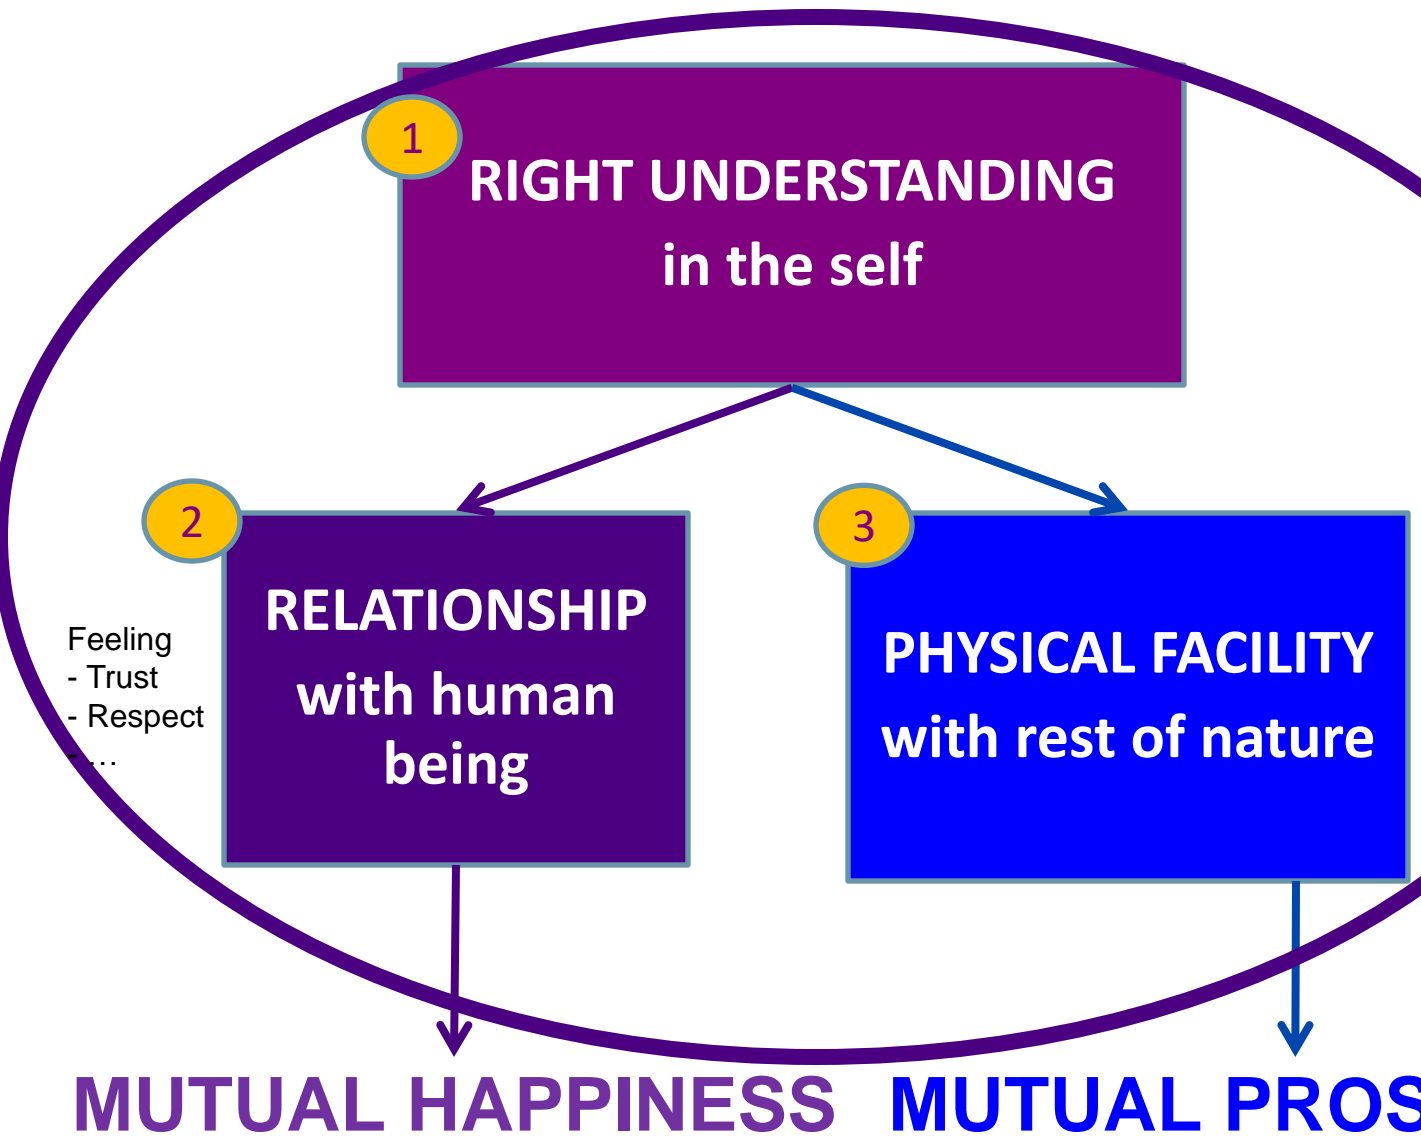 1
RIGHT UNDERSTANDING
in the self
2
RELATIONSHIP
with human
being
Feeling
- Trust
- Respect
- …
3
PHYSICAL FACILITY
with rest of nature
MUTUAL HAPPINESS
MUTUAL PROS